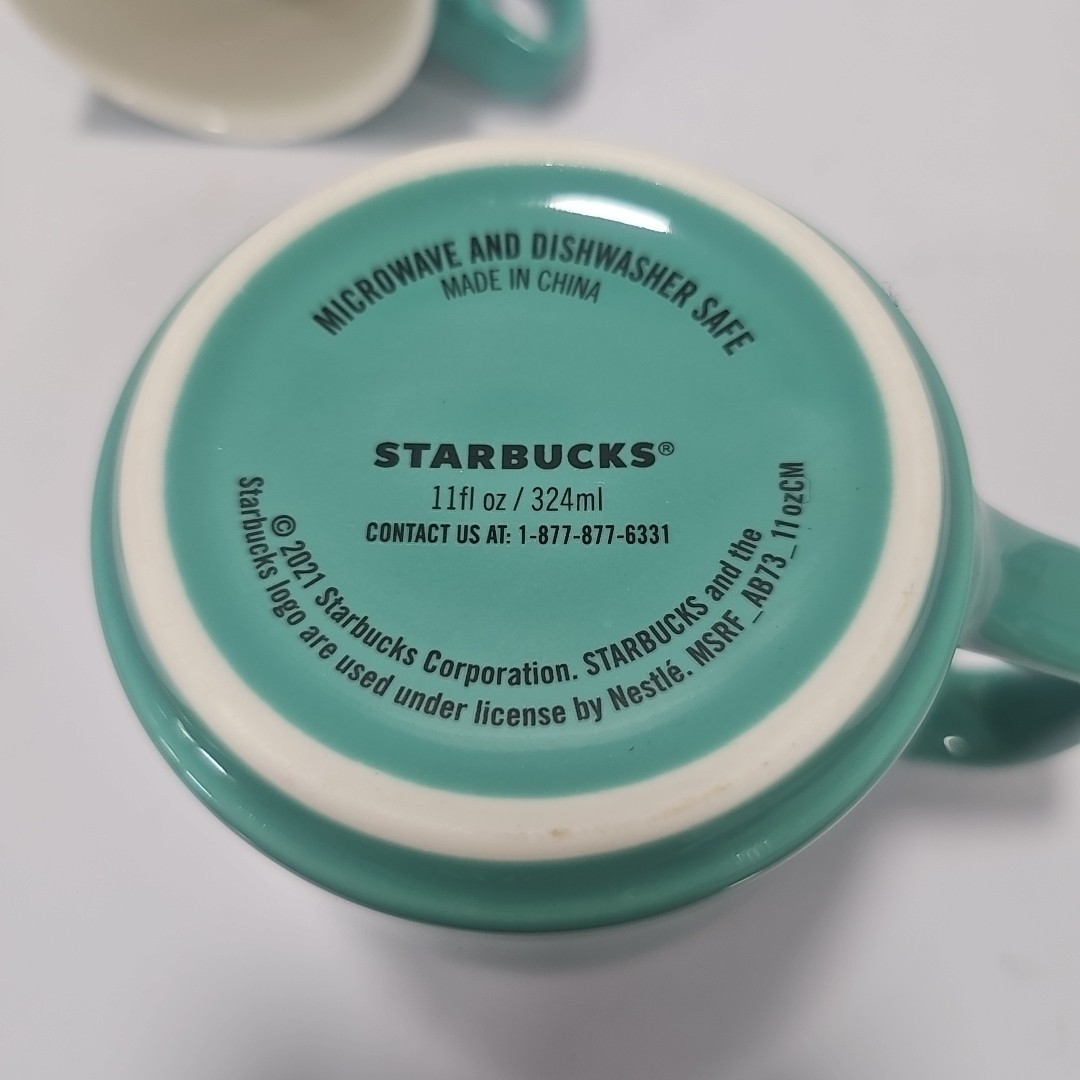 MICROWAVE AND DISHWASHER SAFE
MADE IN CHINA
STARBUCKS®
11fl oz / 324ml
CONTACT US AT: 1-877-877-6331
© 2021 Starbucks Corporation. STARBUCKS and the
Starbucks logo are used under license by Nestlé. MSRF_AB73_11ozCM